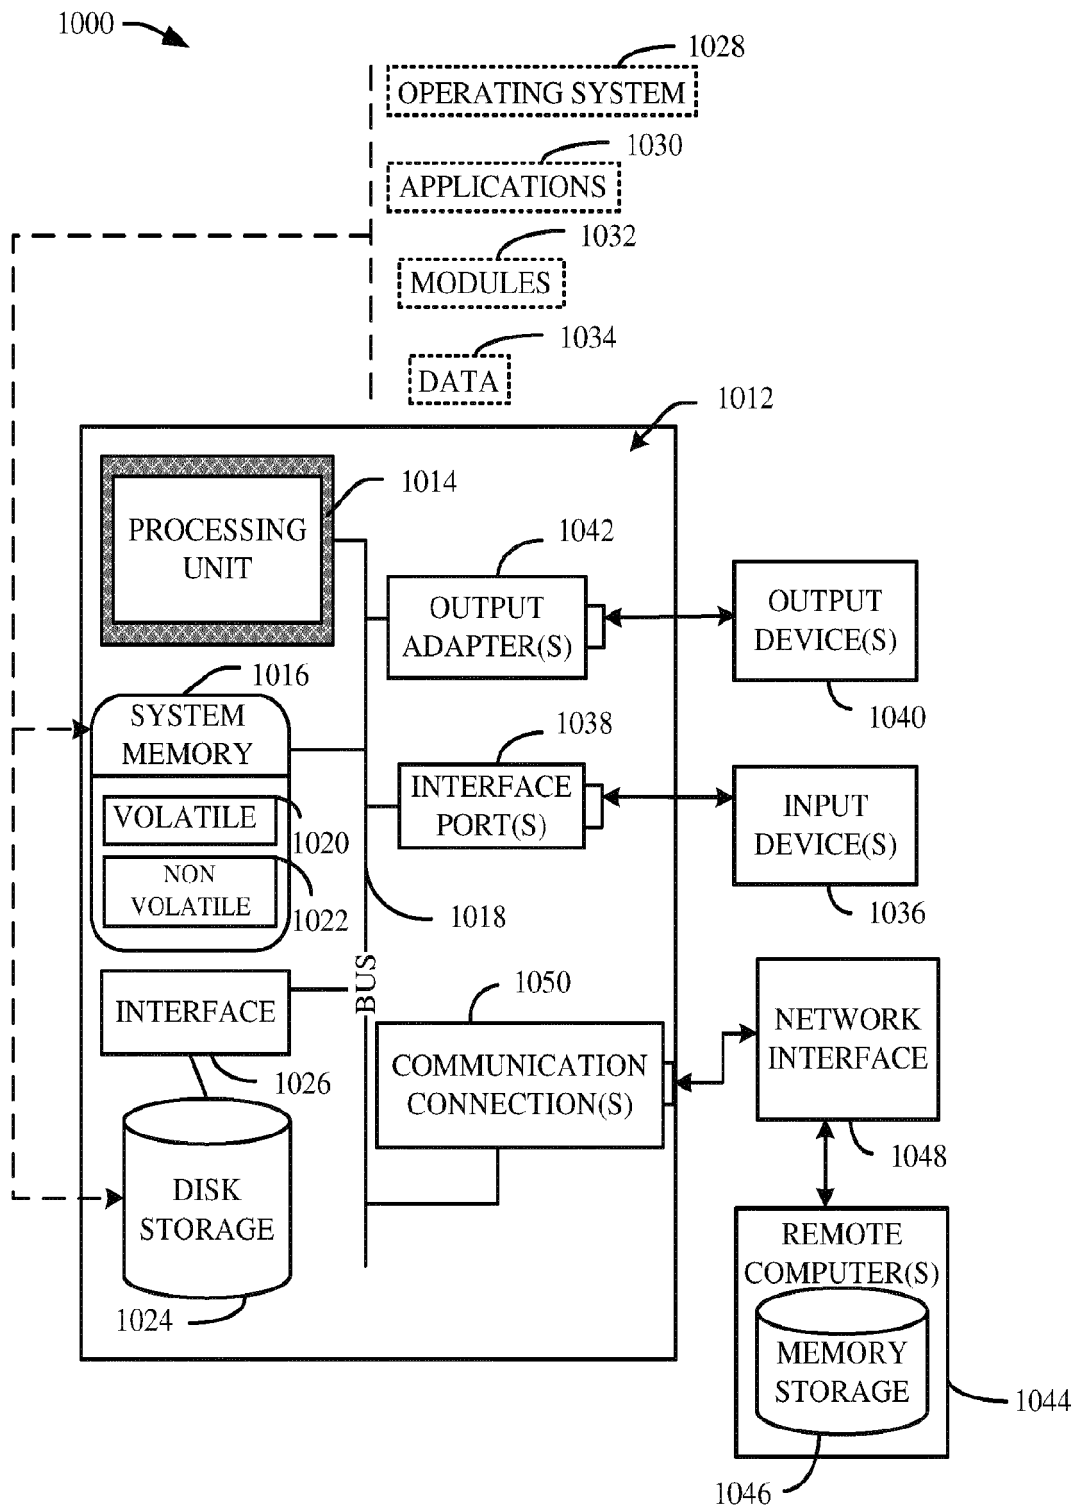 1000
1028
OPERATING SYSTEM
1030
APPLICATIONS
1032
MODULES
1034
DATA
1012
1014
PROCESSING
UNIT
1042
OUTPUT
ADAPTER(S)
OUTPUT
DEVICE(S)
1040
1016
SYSTEM
MEMORY
VOLATILE
1020
NON
VOLATILE
1022
1038
INTERFACE
PORT(S)
INPUT
DEVICE(S)
1036
1018
BUS
INTERFACE
1026
1050
COMMUNICATION
CONNECTION(S)
NETWORK
INTERFACE
1048
DISK
STORAGE
1024
REMOTE
COMPUTER(S)
MEMORY
STORAGE
1044
1046